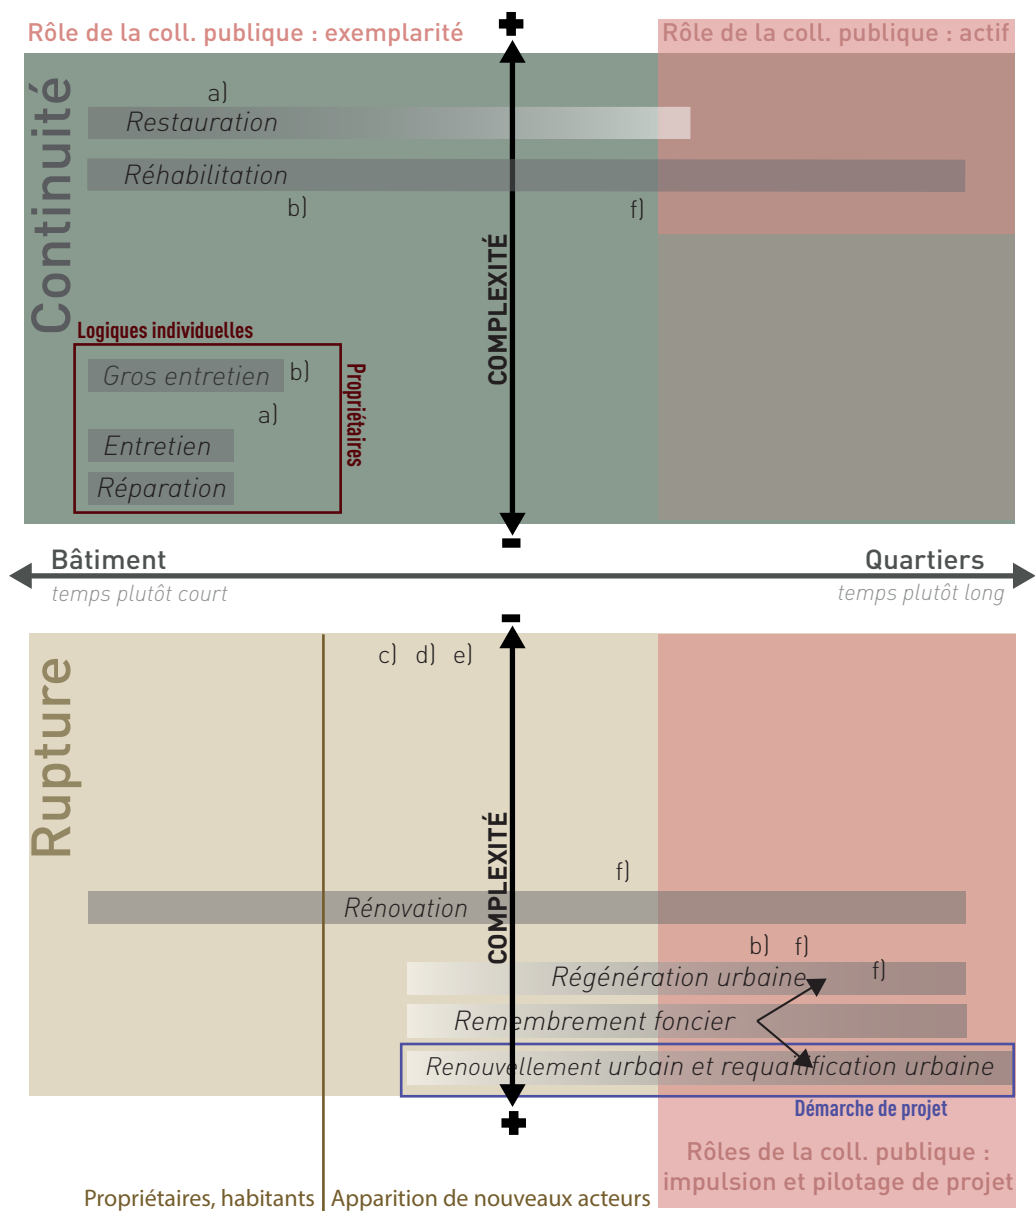 Rôle de la coll. publique : exemplarité
Rôle de la coll. publique : actif
Continuité
a)
Restauration
Réhabilitation
b)
f)
COMPLEXITÉ
Logiques individuelles
Gros entretien
b)
Propriétaires
a)
Entretien
Réparation
Bâtiment
Quartiers
temps plutôt court
temps plutôt long
Rupture
c) d) e)
COMPLEXITÉ
f)
Rénovation
b) f)
f)
Régénération urbaine
Remembrement foncier
Renouvellement urbain et requalification urbaine
Démarche de projet
Rôles de la coll. publique :
impulsion et pilotage de projet
Propriétaires, habitants
Apparition de nouveaux acteurs